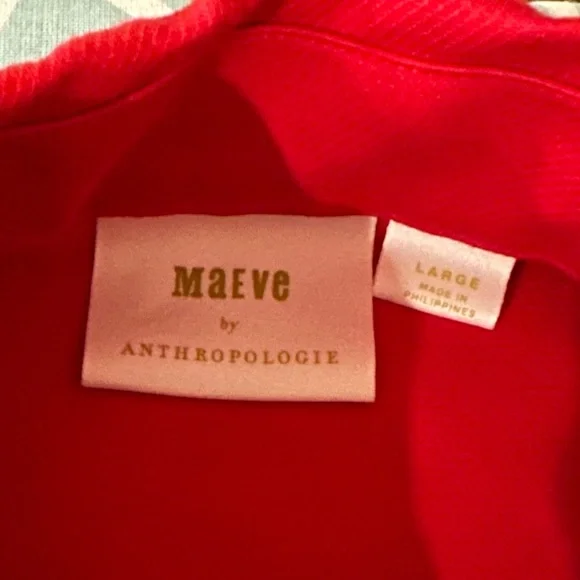 MaEve
by
ANTHROPOLOGIE
LARGE
MADE IN
PHILIPPINES